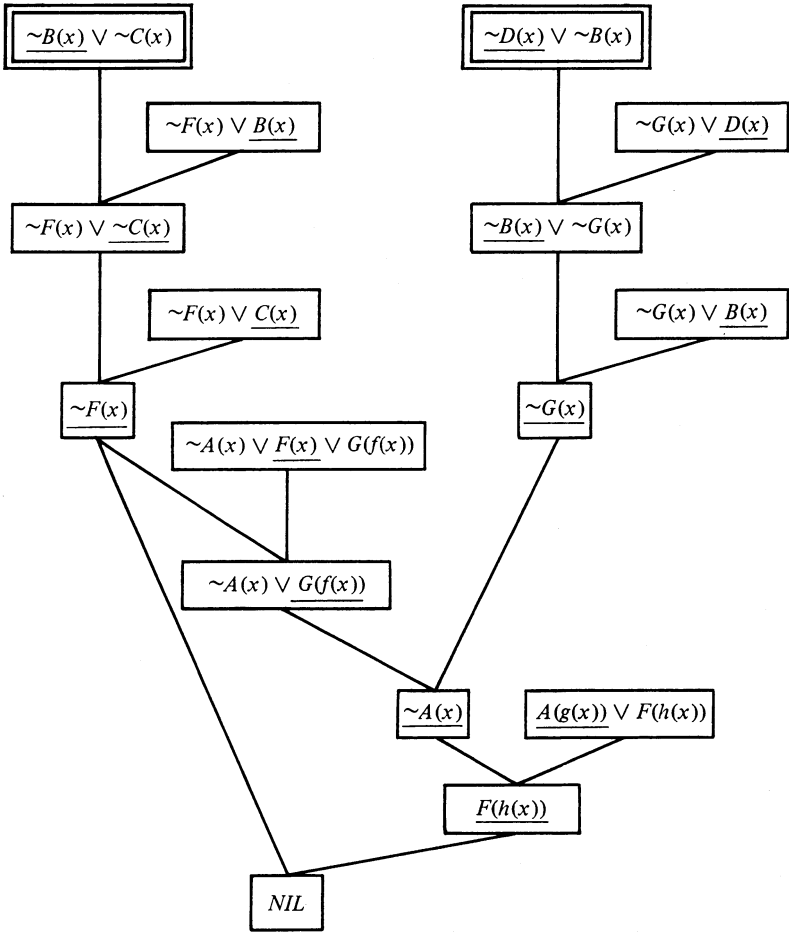 ~B(x) ∨ ~C(x)
~D(x) ∨ ~B(x)
~F(x) ∨ B(x)
~G(x) ∨ D(x)
~F(x) ∨ ~C(x)
~B(x) ∨ ~G(x)
~F(x) ∨ C(x)
~G(x) ∨ B(x)
~F(x)
~G(x)
~A(x) ∨ F(x) ∨ G(f(x))
~A(x) ∨ G(f(x))
~A(x)
A(g(x)) ∨ F(h(x))
F(h(x))
NIL